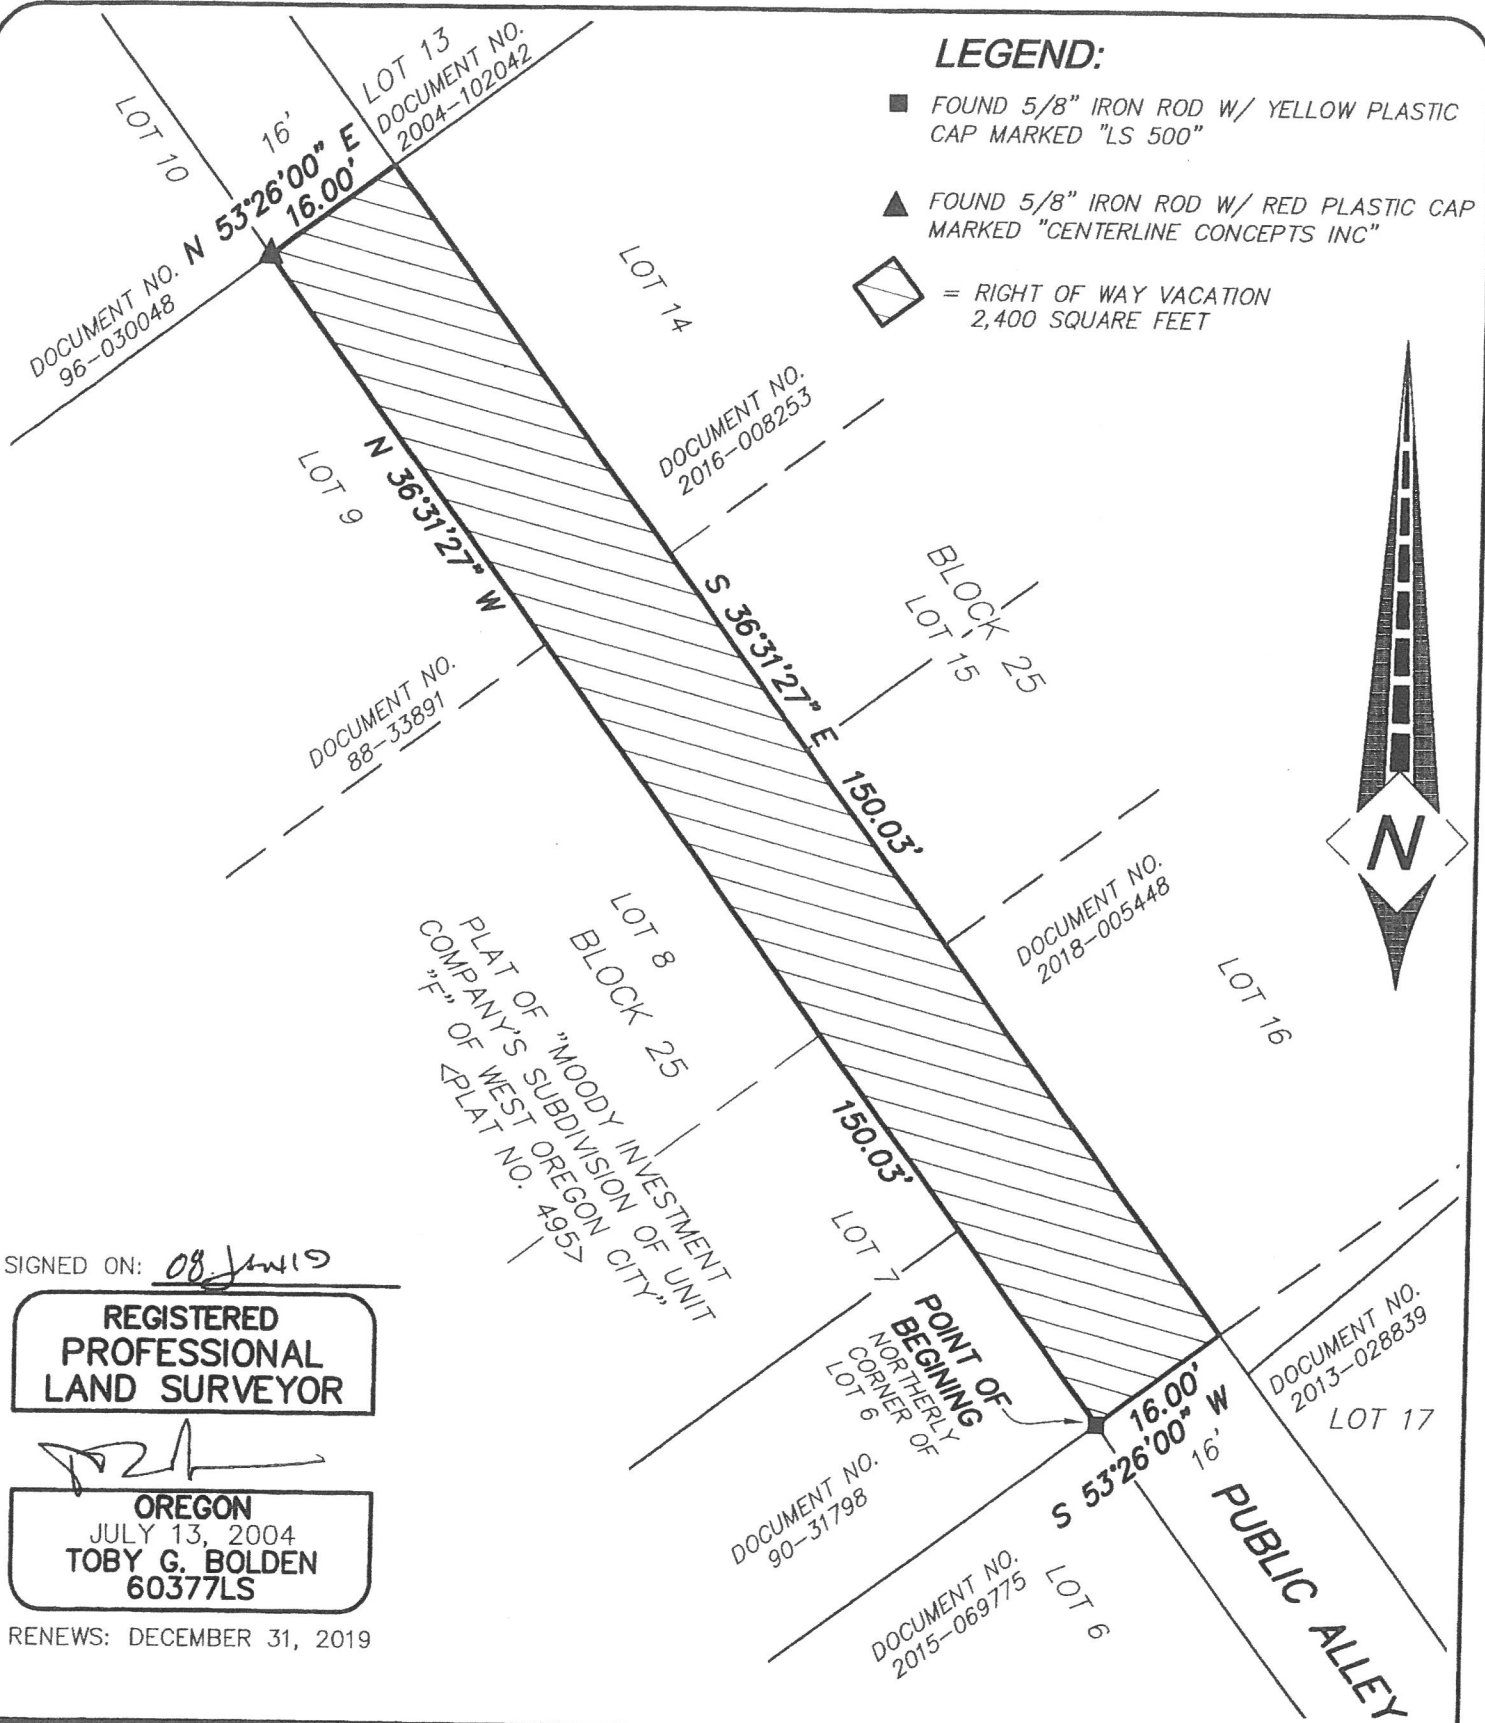 LEGEND:
FOUND 5/8" IRON ROD W/ YELLOW PLASTIC
CAP MARKED "LS 500"
FOUND 5/8" IRON ROD W/ RED PLASTIC CAP
MARKED "CENTERLINE CONCEPTS INC"
= RIGHT OF WAY VACATION
2,400 SQUARE FEET
LOT 13
DOCUMENT NO.
2004-102042
LOT 10
16'
N 53°26'00" E
16.00'
DOCUMENT NO.
96-030048
LOT 14
DOCUMENT NO.
2016-008253
LOT 9
N 36°31'27" W
S 36°31'27" E
150.03'
BLOCK 25
LOT 15
N
DOCUMENT NO.
88-33891
DOCUMENT NO.
2018-005448
LOT 16
LOT 8
BLOCK 25
PLAT OF "MOODY INVESTMENT
COMPANY'S SUBDIVISION OF UNIT
"F" OF WEST OREGON CITY"
<PLAT NO. 495>
150.03'
LOT 7
POINT OF
BEGINING
NORTHERLY
CORNER OF
LOT 6
16.00'
S 53°26'00" W
16'
DOCUMENT NO.
2013-028839
LOT 17
DOCUMENT NO.
90-31798
DOCUMENT NO.
2015-069775
LOT 6
PUBLIC ALLEY
SIGNED ON: 08
REGISTERED
PROFESSIONAL
LAND SURVEYOR
OREGON
JULY 13, 2004
TOBY G. BOLDEN
60377LS
RENEWS: DECEMBER 31, 2019